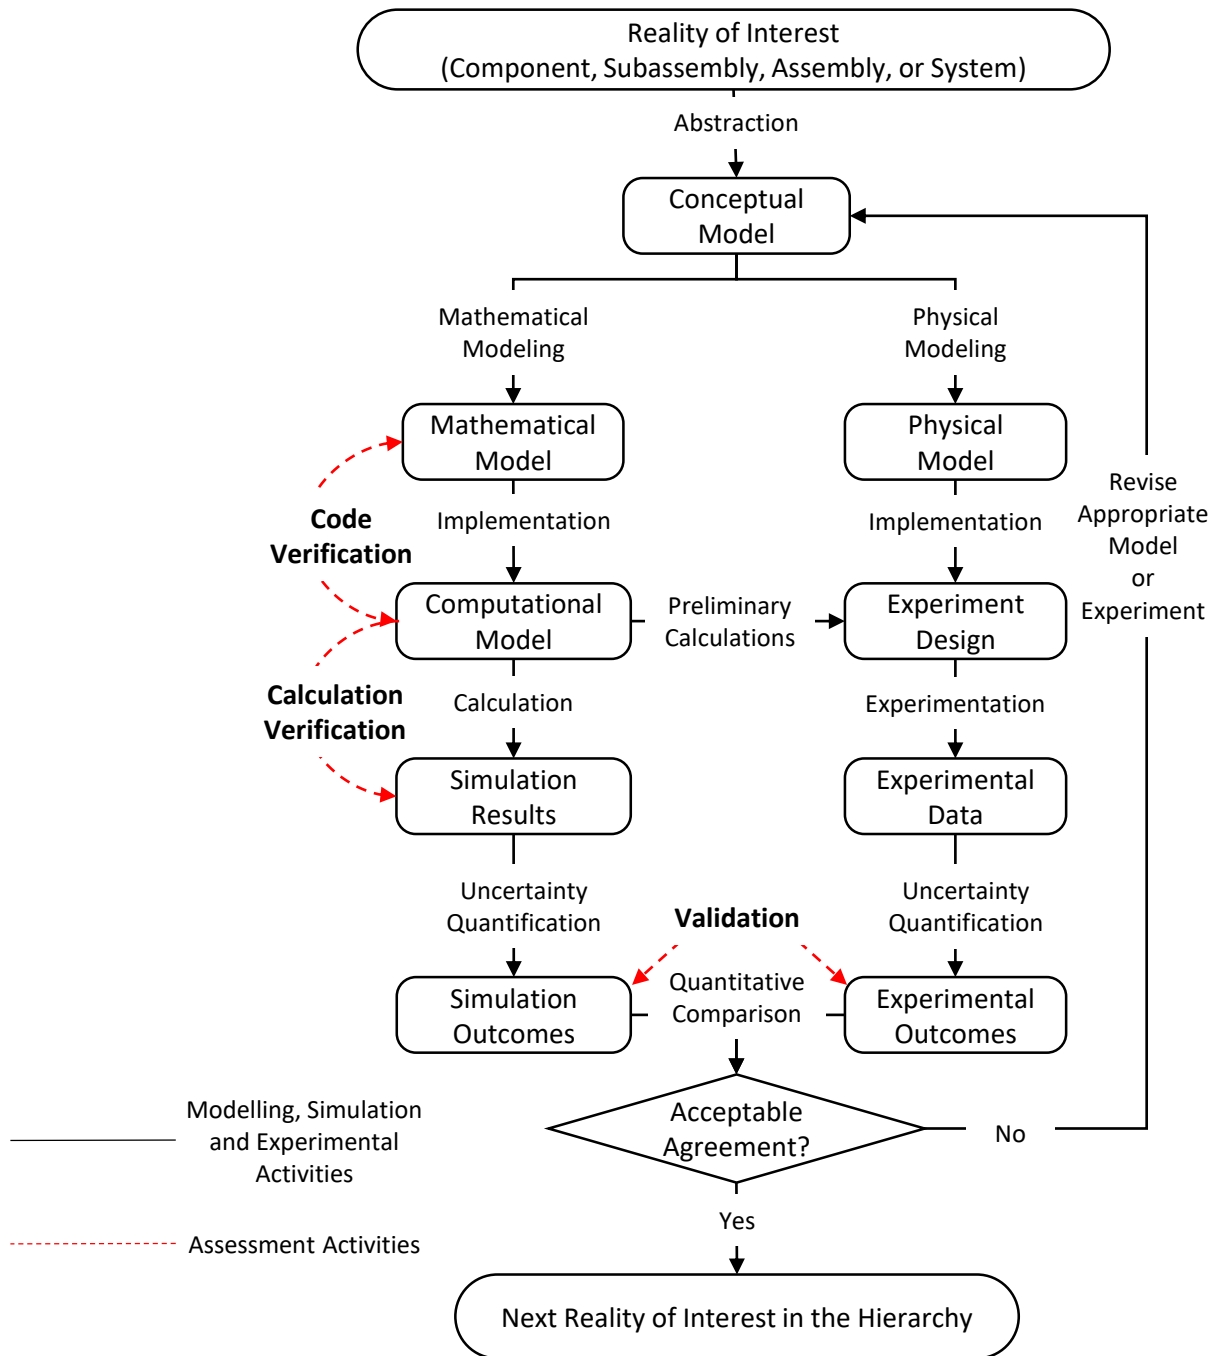 Reality of Interest
(Component, Subassembly, Assembly, or System)
Abstraction
Conceptual
Model
Mathematical
Modeling
Physical
Modeling
Mathematical
Model
Physical
Model
Code
Verification
Implementation
Implementation
Revise
Appropriate
Model
or
Experiment
Computational
Model
Preliminary
Calculations
Experiment
Design
Calculation
Verification
Calculation
Experimentation
Simulation
Results
Experimental
Data
Uncertainty
Quantification
Validation
Uncertainty
Quantification
Simulation
Outcomes
Quantitative
Comparison
Experimental
Outcomes
Acceptable
Agreement?
No
Modelling, Simulation
and Experimental
Activities
Yes
Assessment Activities
Next Reality of Interest in the Hierarchy